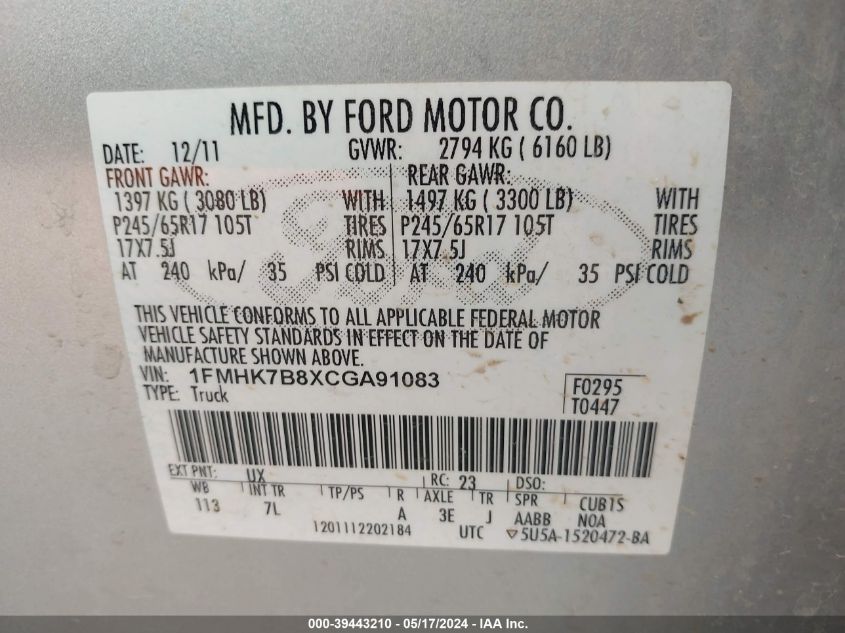 MFD. BY FORD MOTOR CO.
DATE: 12/11 GVWR: 2794 KG ( 6160 LB)
FRONT GAWR: REAR GAWR:
1397 KG ( 3080 LB) WITH 1497 KG ( 3300 LB) WITH
P245/65R17 105T TIRES P245/65R17 105T TIRES
17X7.5J RIMS 17X7.5J RIMS
AT 240 kPa/ 35 PSI COLD AT 240 kPa/ 35 PSI COLD
Ford
THIS VEHICLE CONFORMS TO ALL APPLICABLE FEDERAL MOTOR
VEHICLE SAFETY STANDARDS IN EFFECT ON THE DATE OF
MANUFACTURE SHOWN ABOVE.
VIN: 1FMHK7B8XCGA91083 F0295
TYPE: Truck T0447
EXT PNT: UX RC: 23 DSO:
WB INT TR TP/PS R AXLE TR SPR CUB1S
113 7L A 3E J AABB N0A
1201112202184 UTC ▽5U5A-1520472-BA
000-39443210 - 05/17/2024 - IAA Inc.